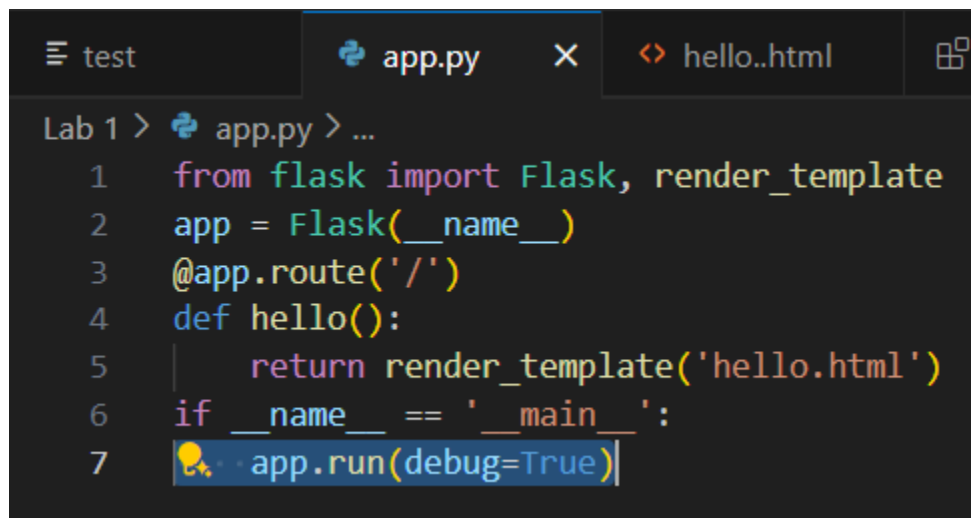 test app.py × hello..html
Lab 1 > app.py > ...
1 from flask import Flask, render_template
2 app = Flask(__name__)
3 @app.route('/')
4 def hello():
5     return render_template('hello.html')
6 if __name__ == '__main__':
7     app.run(debug=True)